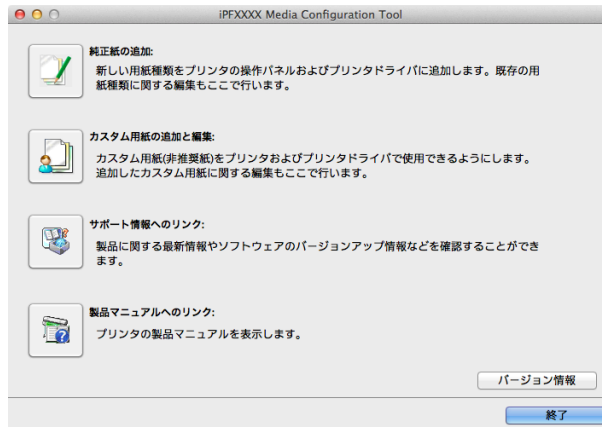 iPFXXXX Media Configuration Tool
純正紙の追加:
新しい用紙種類をプリンタの操作パネルおよびプリンタドライバに追加します。既存の用
紙種類に関する編集もここで行います。
カスタム用紙の追加と編集:
カスタム用紙(非推奨紙)をプリンタおよびプリンタドライバで使用できるようにします。
追加したカスタム用紙に関する編集もここで行います。
サポート情報へのリンク:
製品に関する最新情報やソフトウェアのバージョンアップ情報などを確認することができ
ます。
製品マニュアルへのリンク:
プリンタの製品マニュアルを表示します。
バージョン情報
終了